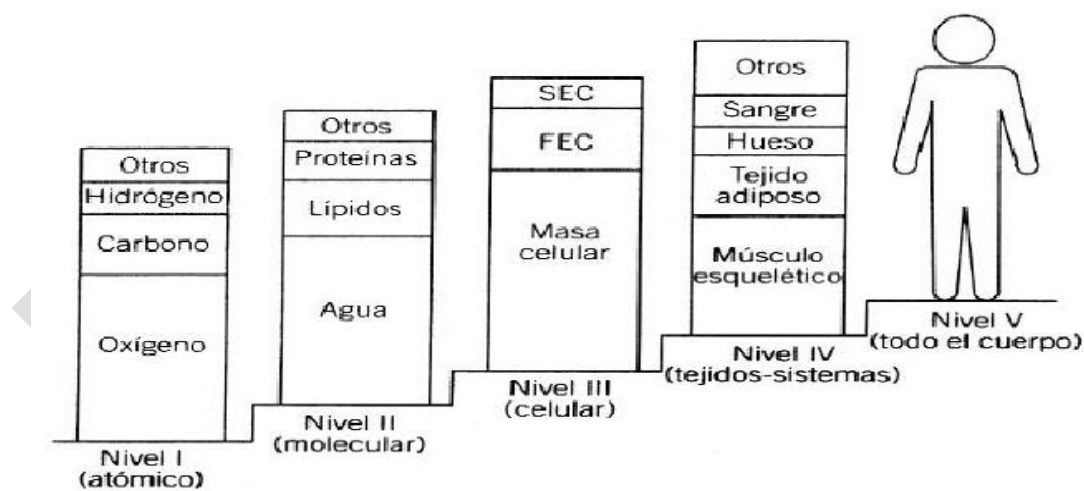 Otros
Hidrógeno
Carbono
Oxígeno
Nivel I
(atómico)
Otros
Proteínas
Lípidos
Agua
Nivel II
(molecular)
SEC
FEC
Masa
celular
Nivel III
(celular)
Otros
Sangre
Hueso
Tejido
adiposo
Músculo
esquelético
Nivel IV
(tejidos-sistemas)
Nivel V
(todo el cuerpo)